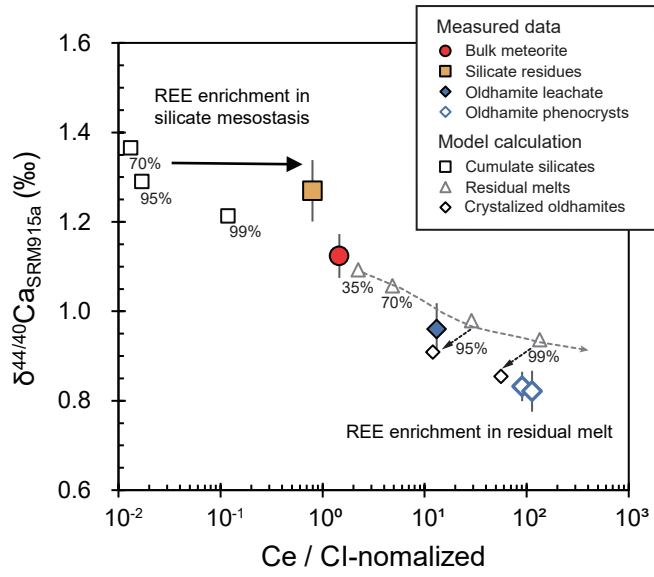 Measured data
Bulk meteorite
Silicate residues
Oldhamite leachate
Oldhamite phenocrysts
Model calculation
Cumulate silicates
Residual melts
Crystalized oldhamites
1.6
1.4
1.2
1.0
0.8
0.6
δ44/40CaSRM915a (‰)
REE enrichment in
silicate mesostasis
70%
95%
99%
35%
70%
95%
99%
REE enrichment in residual melt
10-2
10-1
10⁰
10¹
10²
10³
Ce / CI-nomalized